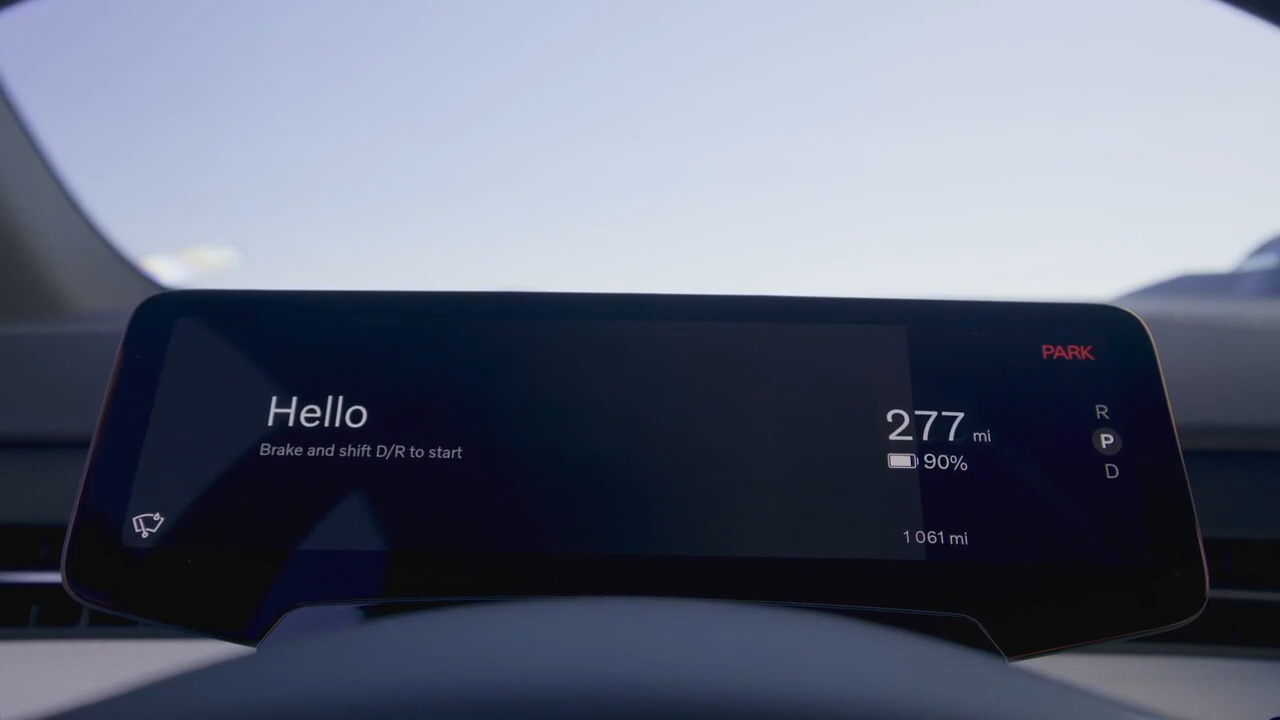 PARK
Hello
Brake and shift D/R to start
277 mi
90%
1 061 mi
R
P
D